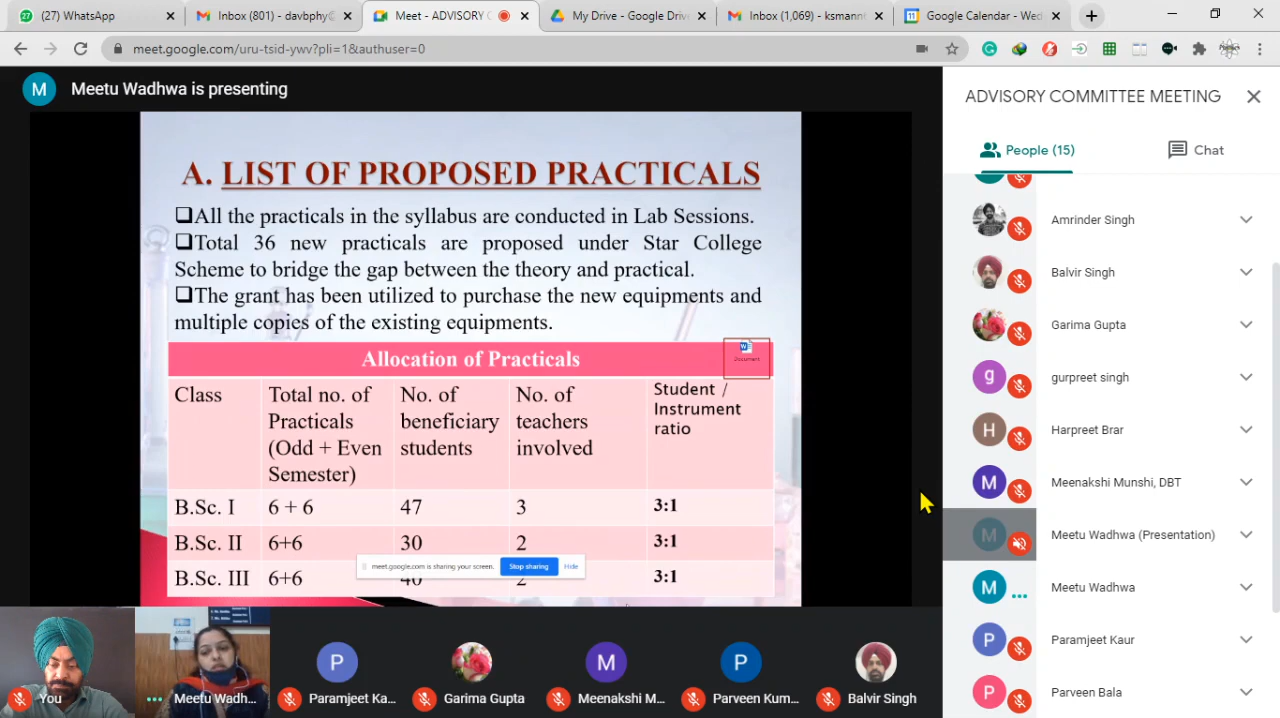 (27) WhatsApp
Inbox (801) - davbphy@
Meet - ADVISORY C
My Drive - Google Drive
Inbox (1,069) - ksmann
Google Calendar - Wed
meet.google.com/uru-tsid-ywv?pli=1&authuser=0
M
Meetu Wadhwa is presenting
A. LIST OF PROPOSED PRACTICALS
❑All the practicals in the syllabus are conducted in Lab Sessions.
❑Total 36 new practicals are proposed under Star College
Scheme to bridge the gap between the theory and practical.
❑The grant has been utilized to purchase the new equipments and
multiple copies of the existing equipments.
Allocation of Practicals
Document
Class
Total no. of
Practicals
(Odd + Even
Semester)
No. of
beneficiary
students
No. of
teachers
involved
Student /
Instrument
ratio
B.Sc. I 6 + 6 47 3 3:1
B.Sc. II 6+6 30 2 3:1
B.Sc. III 6+6 40 2 3:1
meet.google.com is sharing your screen. Stop sharing Hide
You
Meetu Wadh...
P
Paramjeet Ka...
Garima Gupta
M
Meenakshi M...
P
Parveen Kum...
Balvir Singh
ADVISORY COMMITTEE MEETING
People (15)
Chat
Amrinder Singh
Balvir Singh
Garima Gupta
g gurpreet singh
H Harpreet Brar
M Meenakshi Munshi, DBT
M Meetu Wadhwa (Presentation)
M Meetu Wadhwa
P Paramjeet Kaur
P Parveen Bala